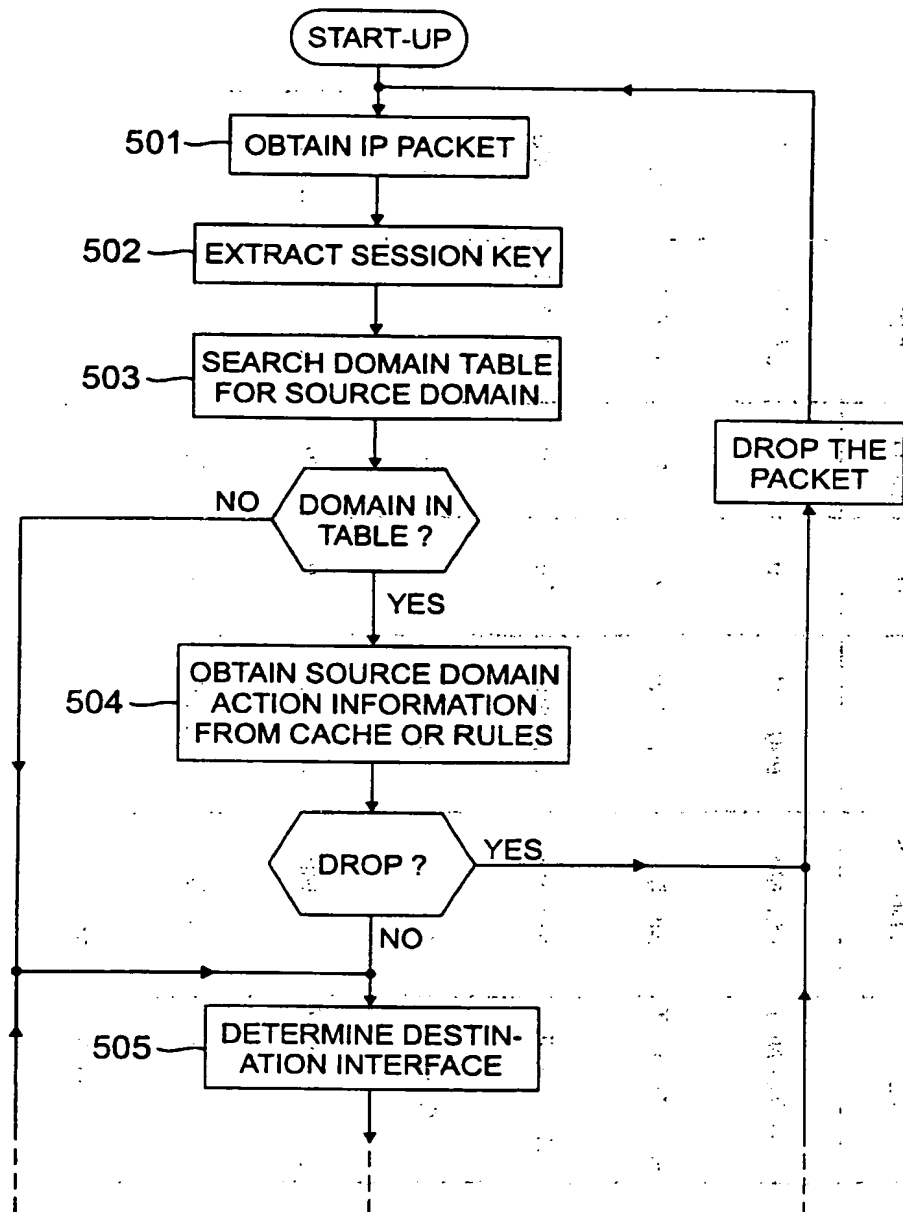 START-UP
501
OBTAIN IP PACKET
502
EXTRACT SESSION KEY
503
SEARCH DOMAIN TABLE
FOR SOURCE DOMAIN
DROP THE
PACKET
NO
DOMAIN IN
TABLE ?
YES
504
OBTAIN SOURCE DOMAIN
ACTION INFORMATION
FROM CACHE OR RULES
DROP ?
YES
NO
505
DETERMINE DESTIN-
ATION INTERFACE